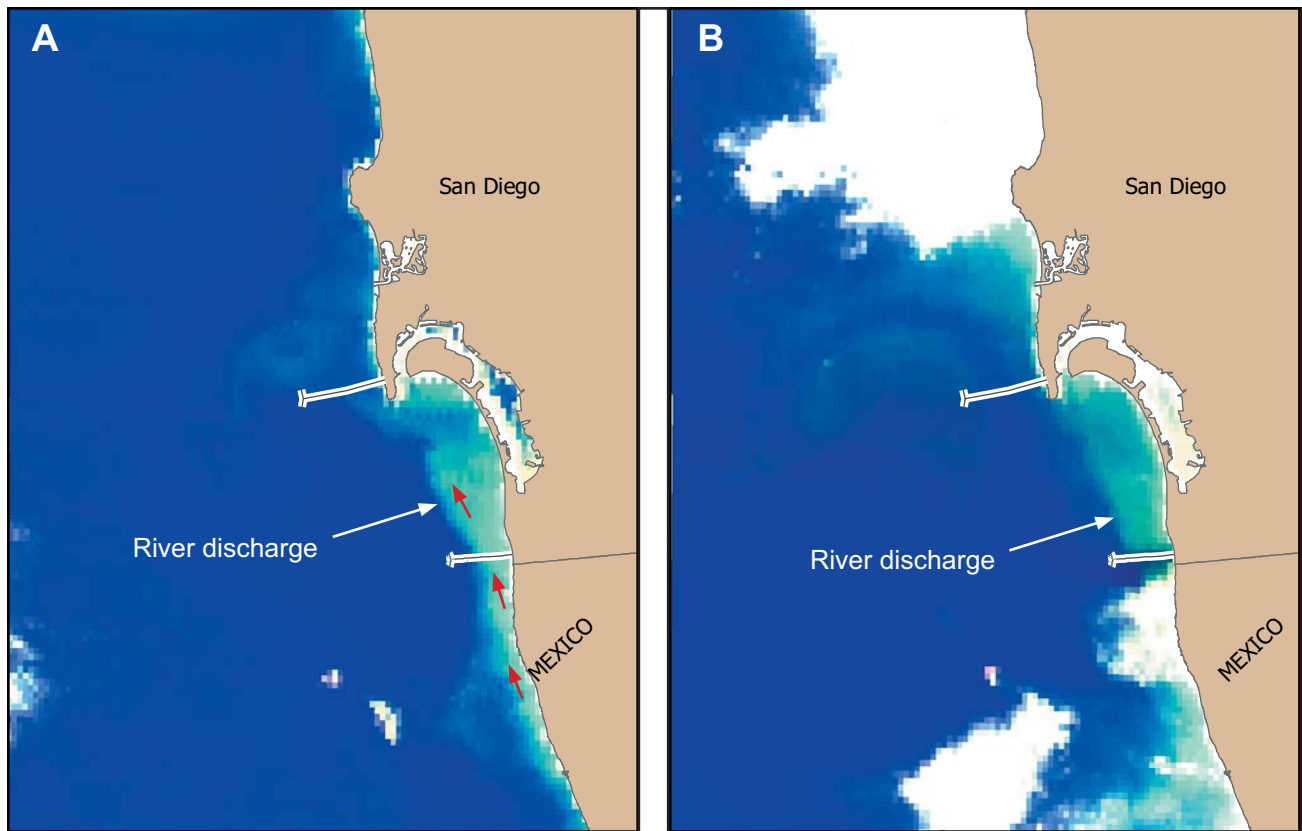 A
San Diego
River discharge
MEXICO
B
San Diego
River discharge
MEXICO